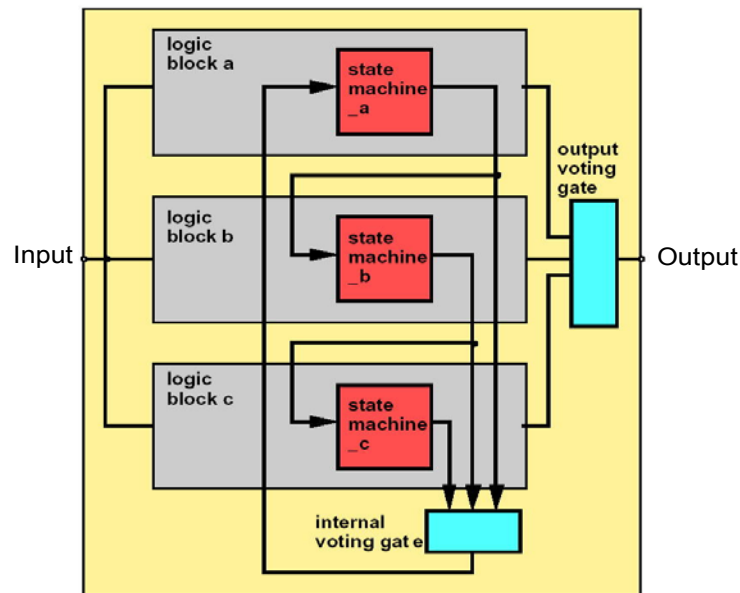 logic
block a
state
machine
_a
output
voting
gate
logic
block b
state
machine
_b
Input
Output
logic
block c
state
machine
_c
internal
voting gate